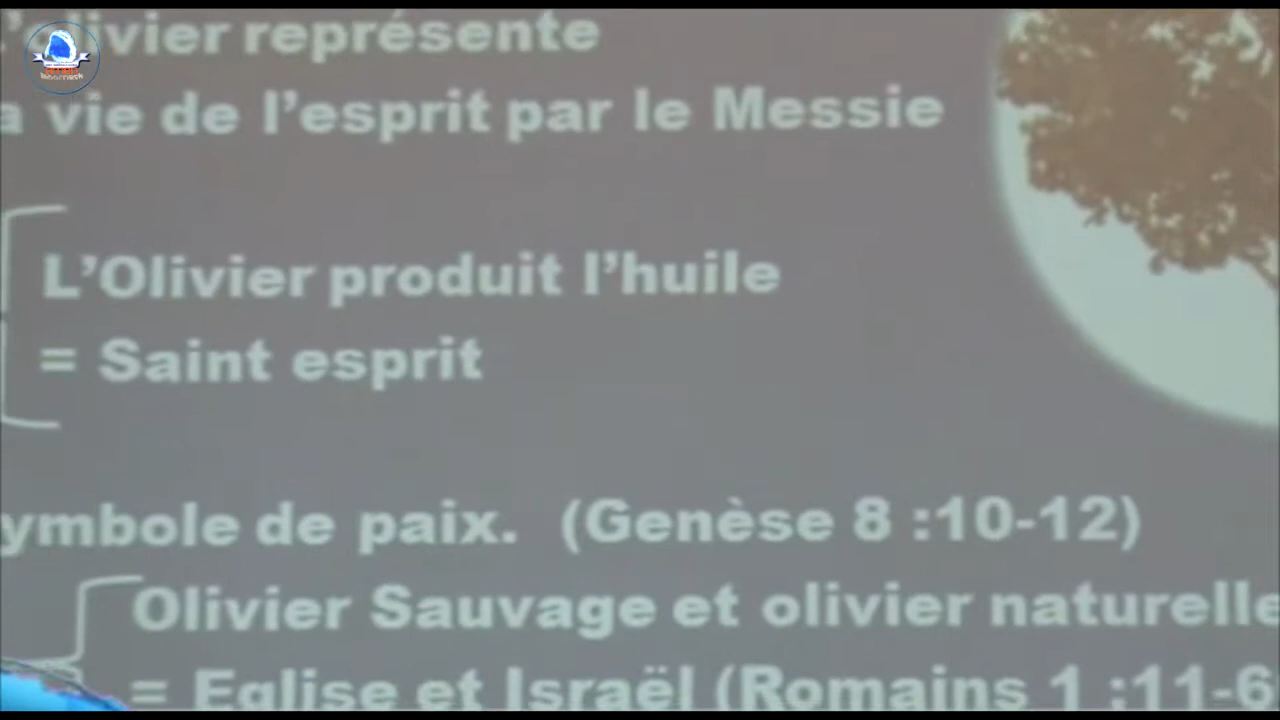 L'olivier représente
a vie de l'esprit par le Messie
L'Olivier produit l'huile
= Saint esprit
ymbole de paix. (Genèse 8 :10-12)
Olivier Sauvage et olivier naturelle
= Eglise et Israël (Romains 1 :11-6